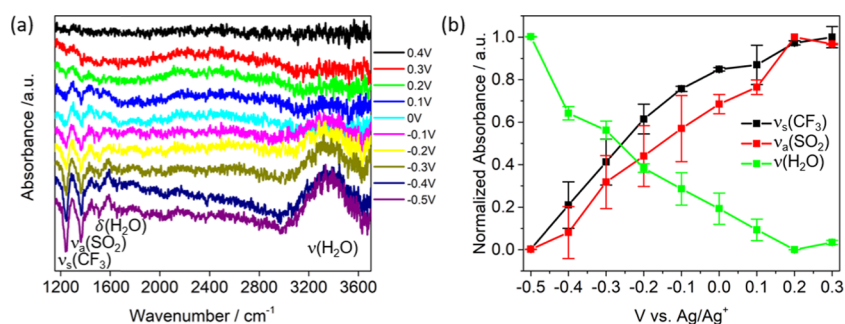 (a)
Absorbance /a.u.
0.4V
0.3V
0.2V
0.1V
0V
-0.1V
-0.2V
-0.3V
-0.4V
-0.5V
δ(H₂O)
νₐ(SO₂)
νₛ(CF₃)
ν(H₂O)
1200 2000 2800 3600
Wavenumber / cm⁻¹
(b)
Normalized Absorbance / a.u.
1.0
0.8
0.6
0.4
0.2
0.0
νₛ(CF₃)
νₐ(SO₂)
ν(H₂O)
-0.5 -0.4 -0.3 -0.2 -0.1 0.0 0.1 0.2 0.3
V vs. Ag/Ag⁺